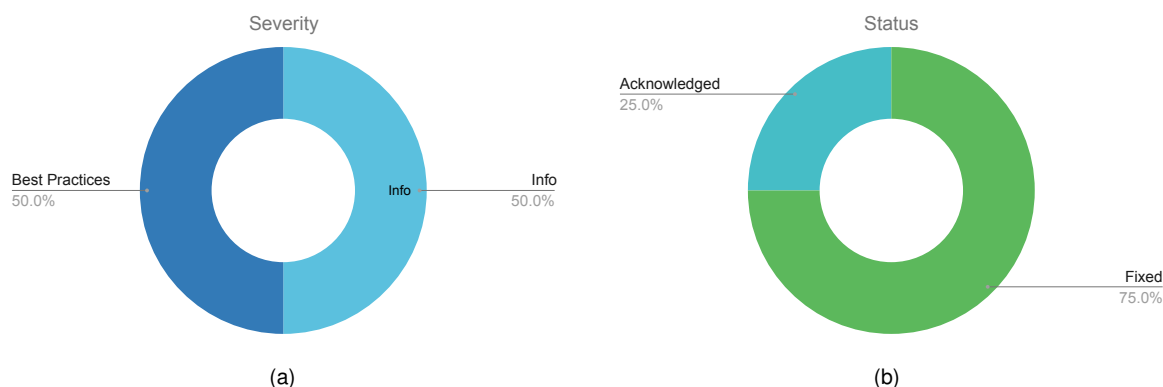 Severity
Best Practices
50.0%
Info
Info
50.0%
(a)
Status
Acknowledged
25.0%
Fixed
75.0%
(b)